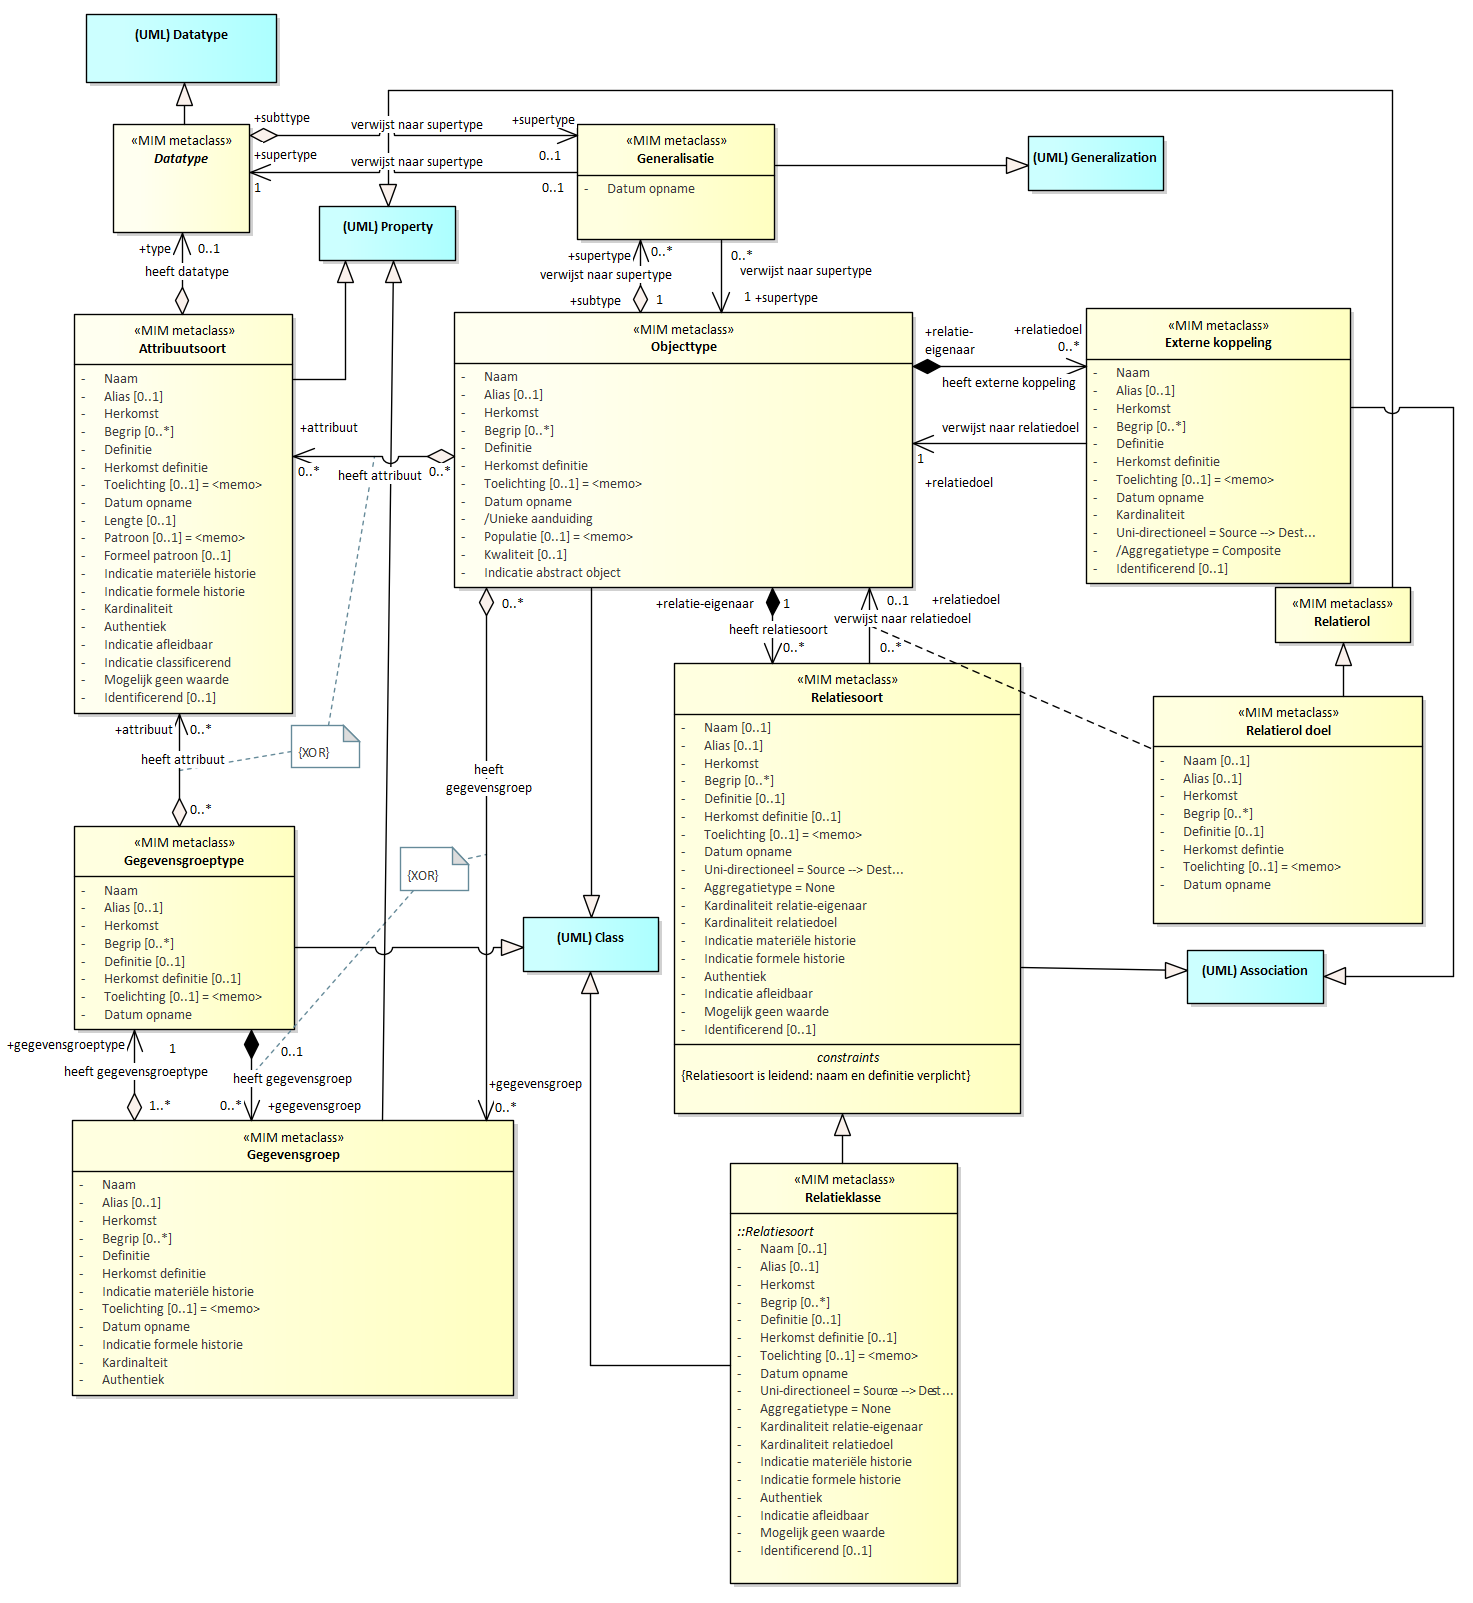 (UML) Datatype
«MIM metaclass»
Datatype
+subttype
verwijst naar supertype
+supertype
0..1
+supertype
verwijst naar supertype
1
0..1
«MIM metaclass»
Generalisatie
- Datum opname
(UML) Generalization
(UML) Property
+type
0..1
heeft datatype
+supertype
0..*
verwijst naar supertype
+subtype
1
0..*
verwijst naar supertype
1
+supertype
«MIM metaclass»
Attribuutsoort
- Naam
- Alias [0..1]
- Herkomst
- Begrip [0..*]
- Definitie
- Herkomst definitie
- Toelichting [0..1] = <memo>
- Datum opname
- Lengte [0..1]
- Patroon [0..1] = <memo>
- Formeel patroon [0..1]
- Indicatie materiële historie
- Indicatie formele historie
- Kardinaliteit
- Authentiek
- Indicatie afleidbaar
- Indicatie classificerend
- Mogelijk geen waarde
- Identificerend [0..1]
+attribuut
0..*
heeft attribuut
0..*
«MIM metaclass»
Objecttype
- Naam
- Alias [0..1]
- Herkomst
- Begrip [0..*]
- Definitie
- Herkomst definitie
- Toelichting [0..1] = <memo>
- Datum opname
- /Unieke aanduiding
- Populatie [0..1] = <memo>
- Kwaliteit [0..1]
- Indicatie abstract object
+relatie-
eigenaar
+relatiedoel
0..*
heeft externe koppeling
verwijst naar relatiedoel
1
+relatiedoel
«MIM metaclass»
Externe koppeling
- Naam
- Alias [0..1]
- Herkomst
- Begrip [0..*]
- Definitie
- Herkomst definitie
- Toelichting [0..1] = <memo>
- Datum opname
- Kardinaliteit
- Uni-directioneel = Source --> Dest...
- /Aggregatietype = Composite
- Identificerend [0..1]
«MIM metaclass»
Relatierol
0..*
+relatie-eigenaar
1
heeft relatiesoort
0..*
0..1
+relatiedoel
verwijst naar relatiedoel
0..*
«MIM metaclass»
Relatiesoort
- Naam [0..1]
- Alias [0..1]
- Herkomst
- Begrip [0..*]
- Definitie [0..1]
- Herkomst definitie [0..1]
- Toelichting [0..1] = <memo>
- Datum opname
- Uni-directioneel = Source --> Dest...
- Aggregatietype = None
- Kardinaliteit relatie-eigenaar
- Kardinaliteit relatiedoel
- Indicatie materiële historie
- Indicatie formele historie
- Authentiek
- Indicatie afleidbaar
- Mogelijk geen waarde
- Identificerend [0..1]
constraints
{Relatiesoort is leidend: naam en definitie verplicht}
«MIM metaclass»
Relatierol doel
- Naam [0..1]
- Alias [0..1]
- Herkomst
- Begrip [0..*]
- Definitie [0..1]
- Herkomst defintie
- Toelichting [0..1] = <memo>
- Datum opname
+attribuut
0..*
heeft attribuut
0..*
{XOR}
heeft
gegevensgroep
{XOR}
«MIM metaclass»
Gegevensgroeptype
- Naam
- Alias [0..1]
- Herkomst
- Begrip [0..*]
- Definitie [0..1]
- Herkomst definitie [0..1]
- Toelichting [0..1] = <memo>
- Datum opname
(UML) Class
(UML) Association
+gegevensgroeptype
1
heeft gegevensgroeptype
1..*
0..1
heeft gegevensgroep
0..*
+gegevensgroep
+gegevensgroep
0..*
«MIM metaclass»
Gegevensgroep
- Naam
- Alias [0..1]
- Herkomst
- Begrip [0..*]
- Definitie
- Herkomst definitie
- Indicatie materiële historie
- Toelichting [0..1] = <memo>
- Datum opname
- Indicatie formele historie
- Kardinalteit
- Authentiek
«MIM metaclass»
Relatieklasse
::Relatiesoort
- Naam [0..1]
- Alias [0..1]
- Herkomst
- Begrip [0..*]
- Definitie [0..1]
- Herkomst definitie [0..1]
- Toelichting [0..1] = <memo>
- Datum opname
- Uni-directioneel = Source --> Dest...
- Aggregatietype = None
- Kardinaliteit relatie-eigenaar
- Kardinaliteit relatiedoel
- Indicatie materiële historie
- Indicatie formele historie
- Authentiek
- Indicatie afleidbaar
- Mogelijk geen waarde
- Identificerend [0..1]